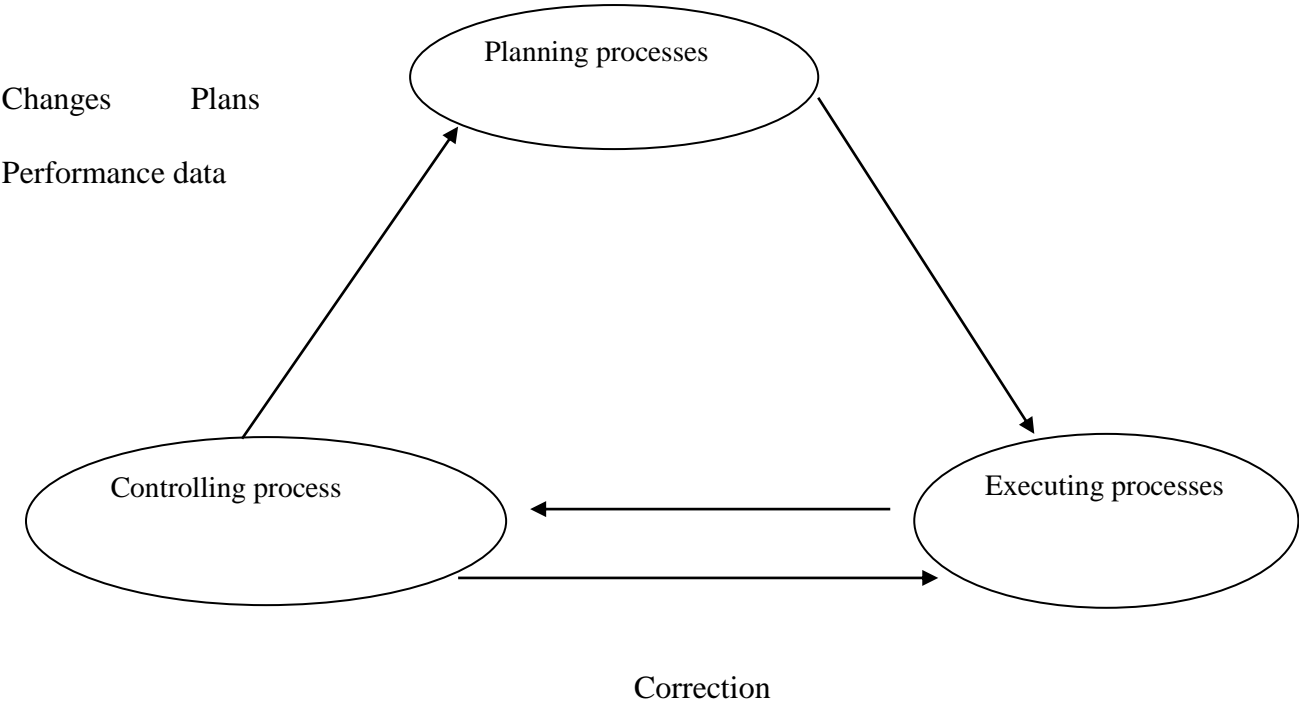 Planning processes
Changes Plans
Performance data
Controlling process
Executing processes
Correction